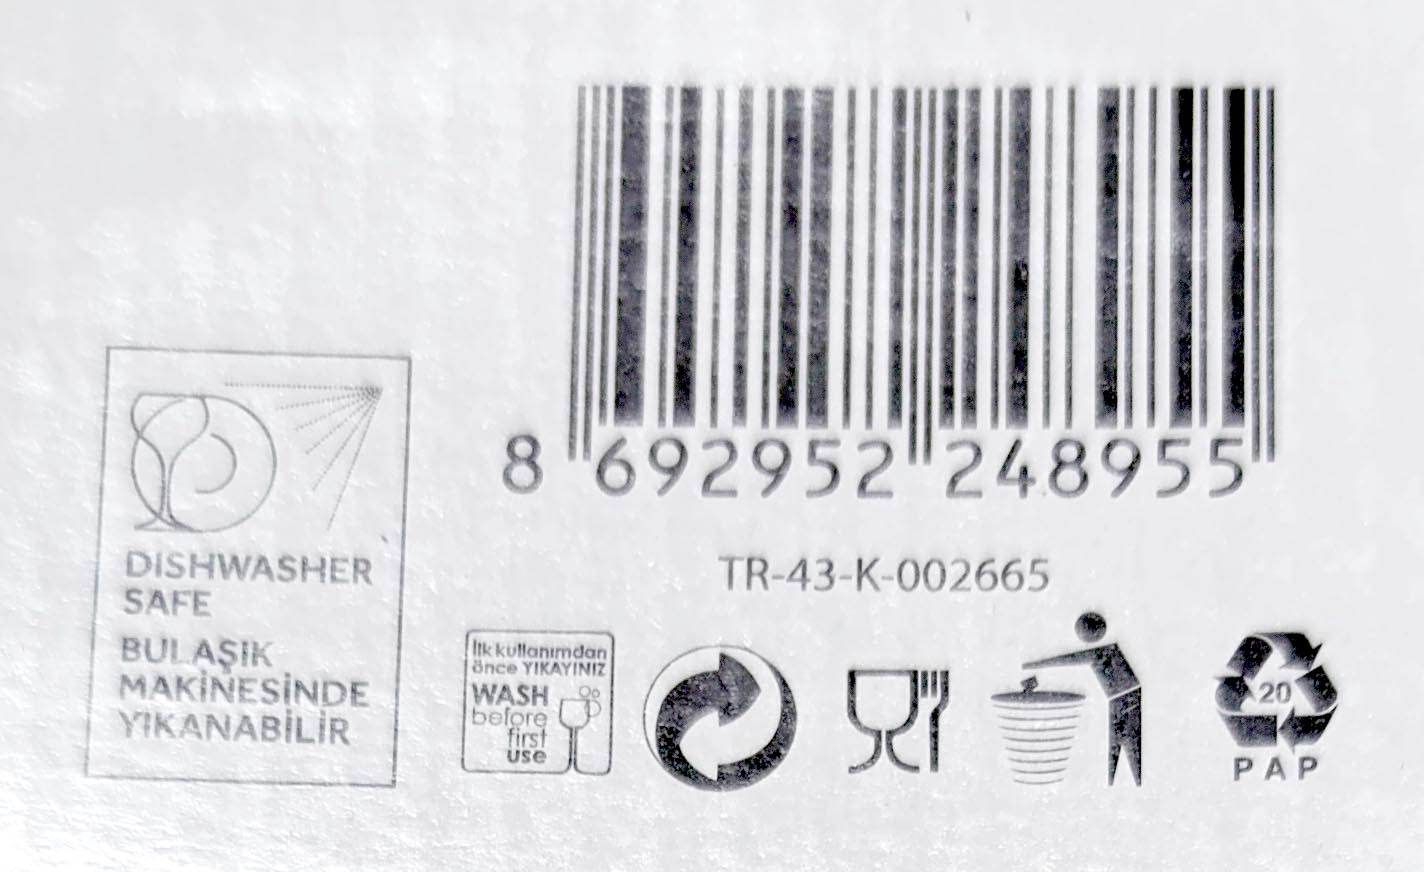 8 692952 248955
TR-43-K-002665
DISHWASHER
SAFE
BULAŞIK
MAKİNESİNDE
YIKANABİLİR
İlk kullanımdan
önce YIKAYINIZ
WASH
before
first
use
20
PAP